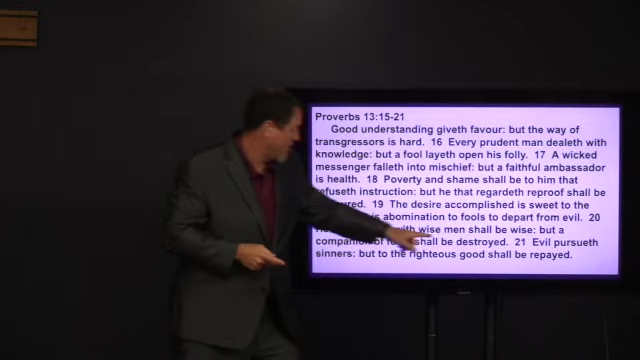 Proverbs 13:15-21
Good understanding giveth favour: but the way of
transgressors is hard. 16 Every prudent man dealeth with
knowledge: but a fool layeth open his folly. 17 A wicked
messenger falleth into mischief: but a faithful ambassador
is health. 18 Poverty and shame shall be to him that
refuseth instruction: but he that regardeth reproof shall be
19 The desire accomplished is sweet to the
is abomination to fools to depart from evil. 20
with wise men shall be wise: but a
companion of shall be destroyed. 21 Evil pursueth
sinners: but to the righteous good shall be repayed.